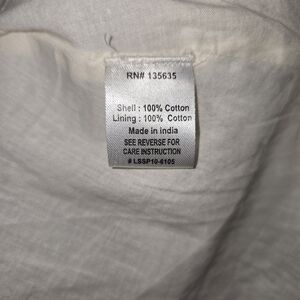 RN# 135635
Shell : 100% Cotton
Lining : 100% Cotton
Made in india
SEE REVERSE FOR
CARE INSTRUCTION
# LSSP10-6105